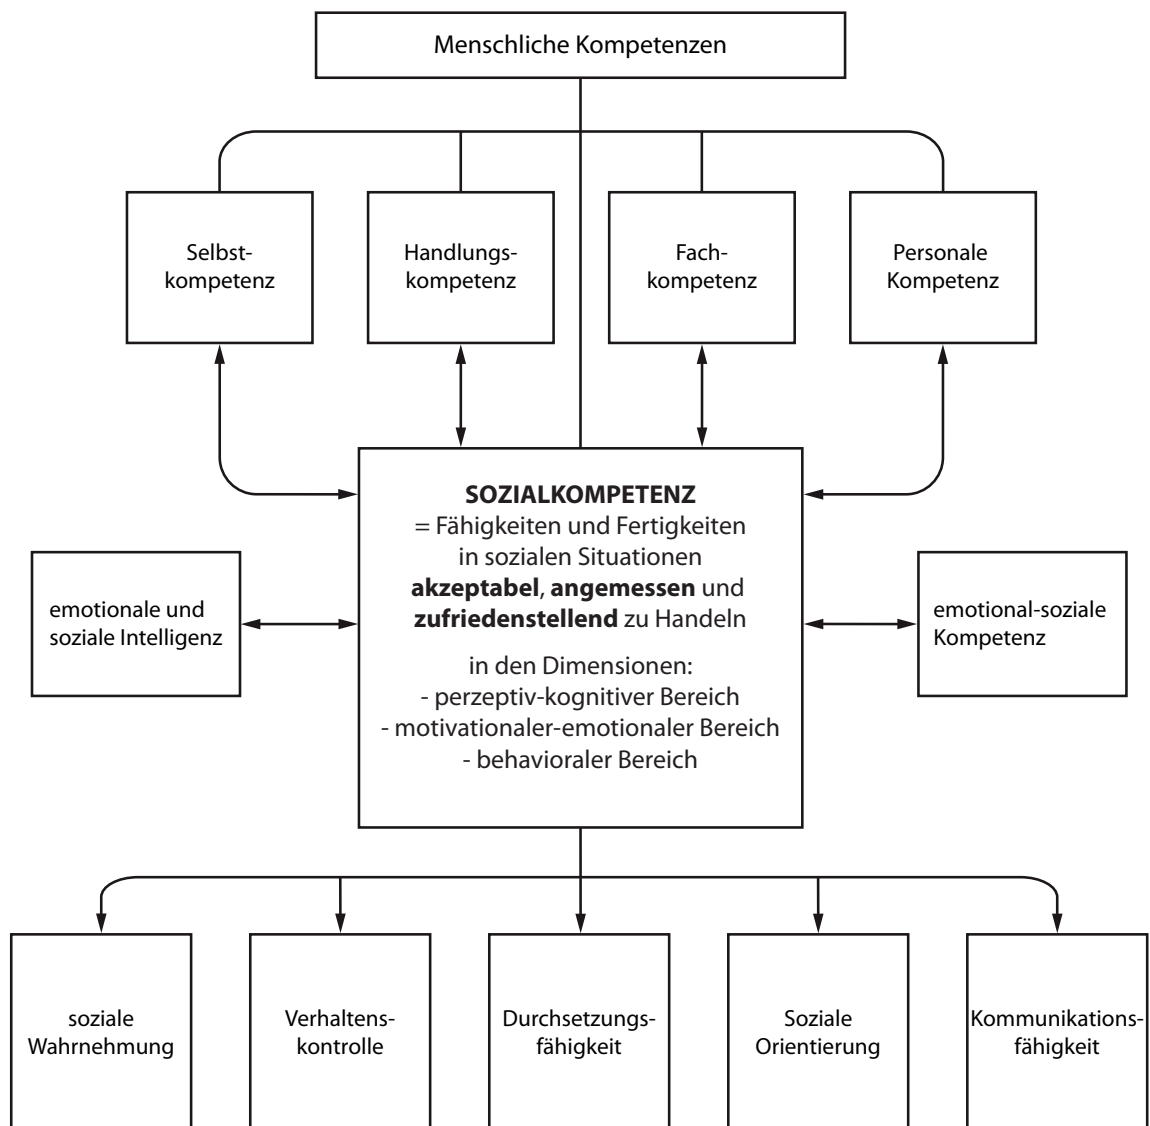 Menschliche Kompetenzen
Selbst-
kompetenz
Handlungs-
kompetenz
Fach-
kompetenz
Personale
Kompetenz
SOZIALKOMPETENZ
= Fähigkeiten und Fertigkeiten
in sozialen Situationen
akzeptabel, angemessen und
zufriedenstellend zu Handeln
in den Dimensionen:
- perzeptiv-kognitiver Bereich
- motivationaler-emotionaler Bereich
- behavioraler Bereich
emotionale und
soziale Intelligenz
emotional-soziale
Kompetenz
soziale
Wahrnehmung
Verhaltens-
kontrolle
Durchsetzungs-
fähigkeit
Soziale
Orientierung
Kommunikations-
fähigkeit